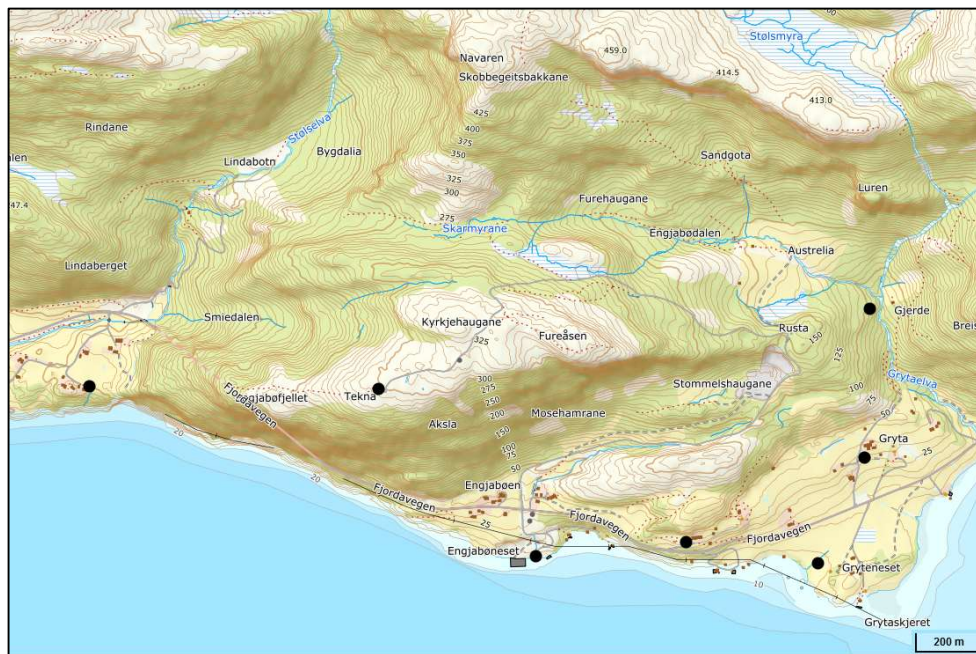 Stølsmyra
459.0
Navaren
Skobbegeitsbakkane
414.5
413.0
425
400
375
350
325
300
275
Rindane
Stølselva
Bygdalia
Lindabotn
Sandgota
Luren
Furehaugane
47.4
Skarmyrane
Engjabødalen
Austrelia
Lindaberget
Smiedalen
Kyrkjehaugane
325
Fureåsen
Rusta
150
Gjerde
125
Grytaelva
Tekna
300
275
250
200
150
100
75
50
Stommelshaugane
100
75
50
Fjordavegen
Aksla
Mosehamrane
Gryta
25
20
20
Engjabøen
Fjordavegen
25
Fjordavegen
Fjordavegen
Engjabøneset
10
Gryteneset
Grytaskjeret
200 m